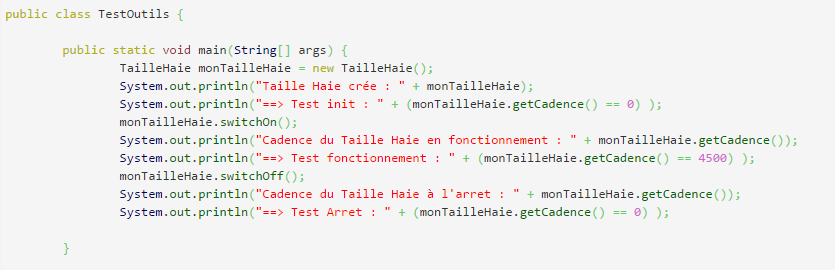 public class TestOutils {
public static void main(String[] args) {
TailleHaie monTailleHaie = new TailleHaie();
System.out.println("Taille Haie crée : " + monTailleHaie);
System.out.println("==> Test init : " + (monTailleHaie.getCadence() == 0) );
monTailleHaie.switchOn();
System.out.println("Cadence du Taille Haie en fonctionnement : " + monTailleHaie.getCadence());
System.out.println("==> Test fonctionnement : " + (monTailleHaie.getCadence() == 4500) );
monTailleHaie.switchOff();
System.out.println("Cadence du Taille Haie à l'arret : " + monTailleHaie.getCadence());
System.out.println("==> Test Arret : " + (monTailleHaie.getCadence() == 0) );
}